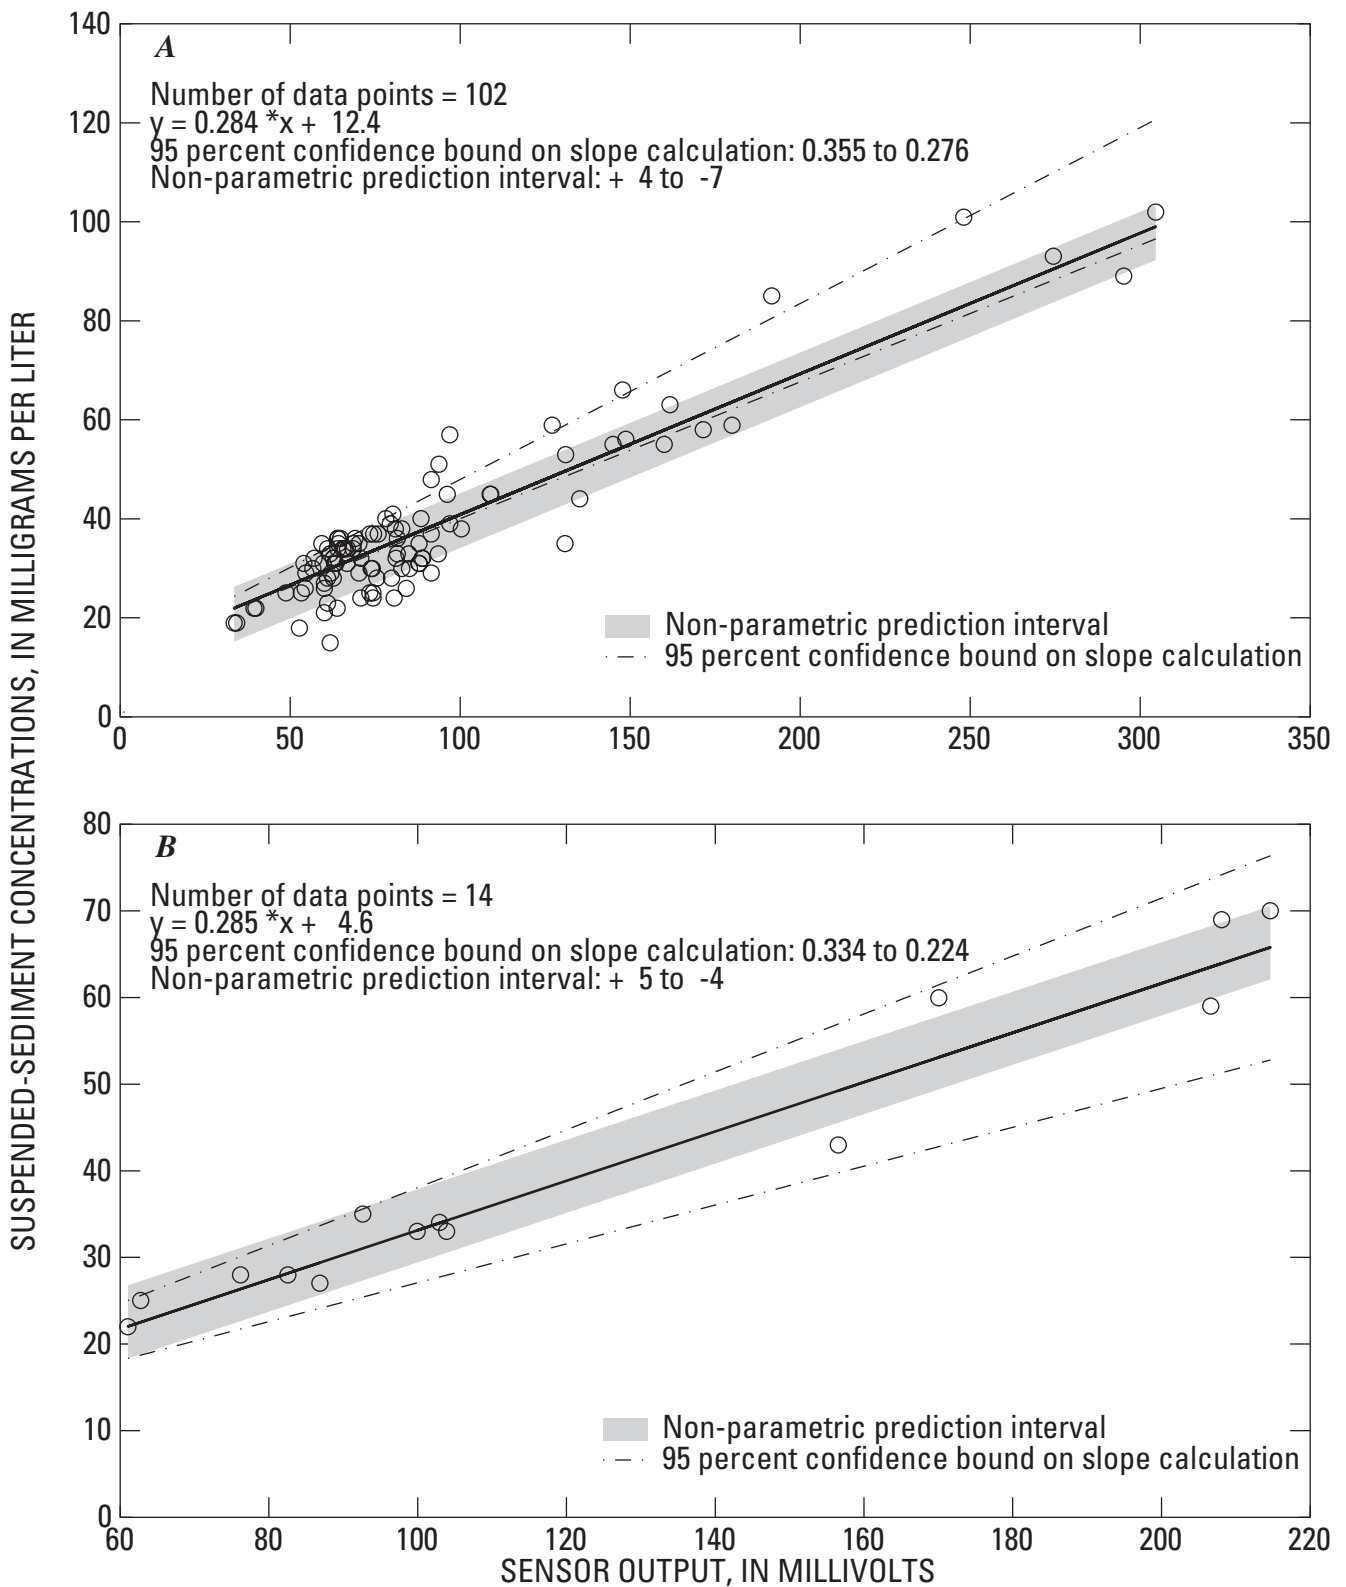 SUSPENDED-SEDIMENT CONCENTRATIONS, IN MILLIGRAMS PER LITER
A
Number of data points = 102
y = 0.284 *x + 12.4
95 percent confidence bound on slope calculation: 0.355 to 0.276
Non-parametric prediction interval: + 4 to -7
140
120
100
80
60
40
20
0
Non-parametric prediction interval
95 percent confidence bound on slope calculation
0 50 100 150 200 250 300 350
B
Number of data points = 14
y = 0.285 *x + 4.6
95 percent confidence bound on slope calculation: 0.334 to 0.224
Non-parametric prediction interval: + 5 to -4
80
70
60
50
40
30
20
10
0
Non-parametric prediction interval
95 percent confidence bound on slope calculation
60 80 100 120 140 160 180 200 220
SENSOR OUTPUT, IN MILLIVOLTS